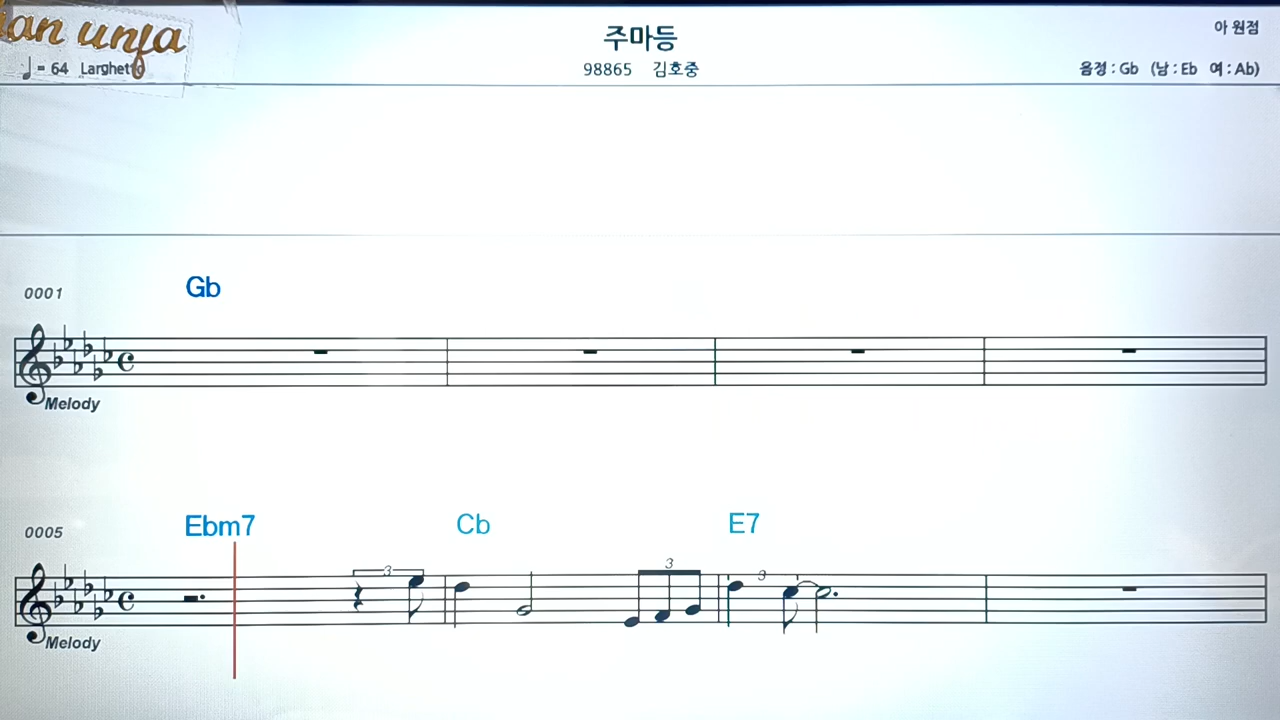 주마등
아 원점
♩ = 64 Larghetto
98865 김호중
음정 : Gb (남 : Eb 여 : Ab)
0001
Gb
Melody
0005
Ebm7 Cb E7
3 3 3
Melody